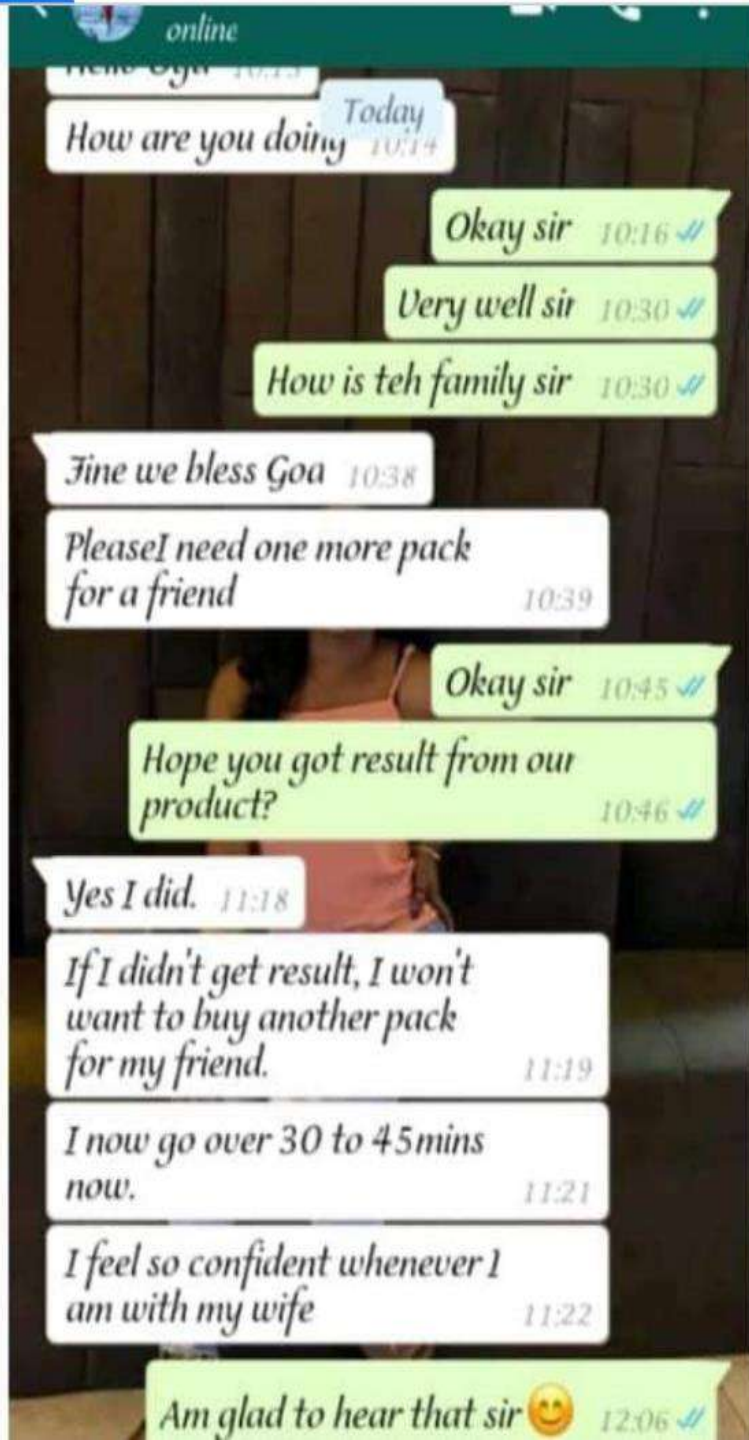 online
Today
How are you doing 10:14
Okay sir 10:16
Very well sir 10:30
How is teh family sir 10:30
Fine we bless God 10:38
PleaseI need one more pack
for a friend 10:39
Okay sir 10:45
Hope you got result from our
product? 10:46
Yes I did. 11:18
If I didn't get result, I won't
want to buy another pack
for my friend. 11:19
I now go over 30 to 45mins
now. 11:21
I feel so confident whenever I
am with my wife 11:22
Am glad to hear that sir😊 12:06